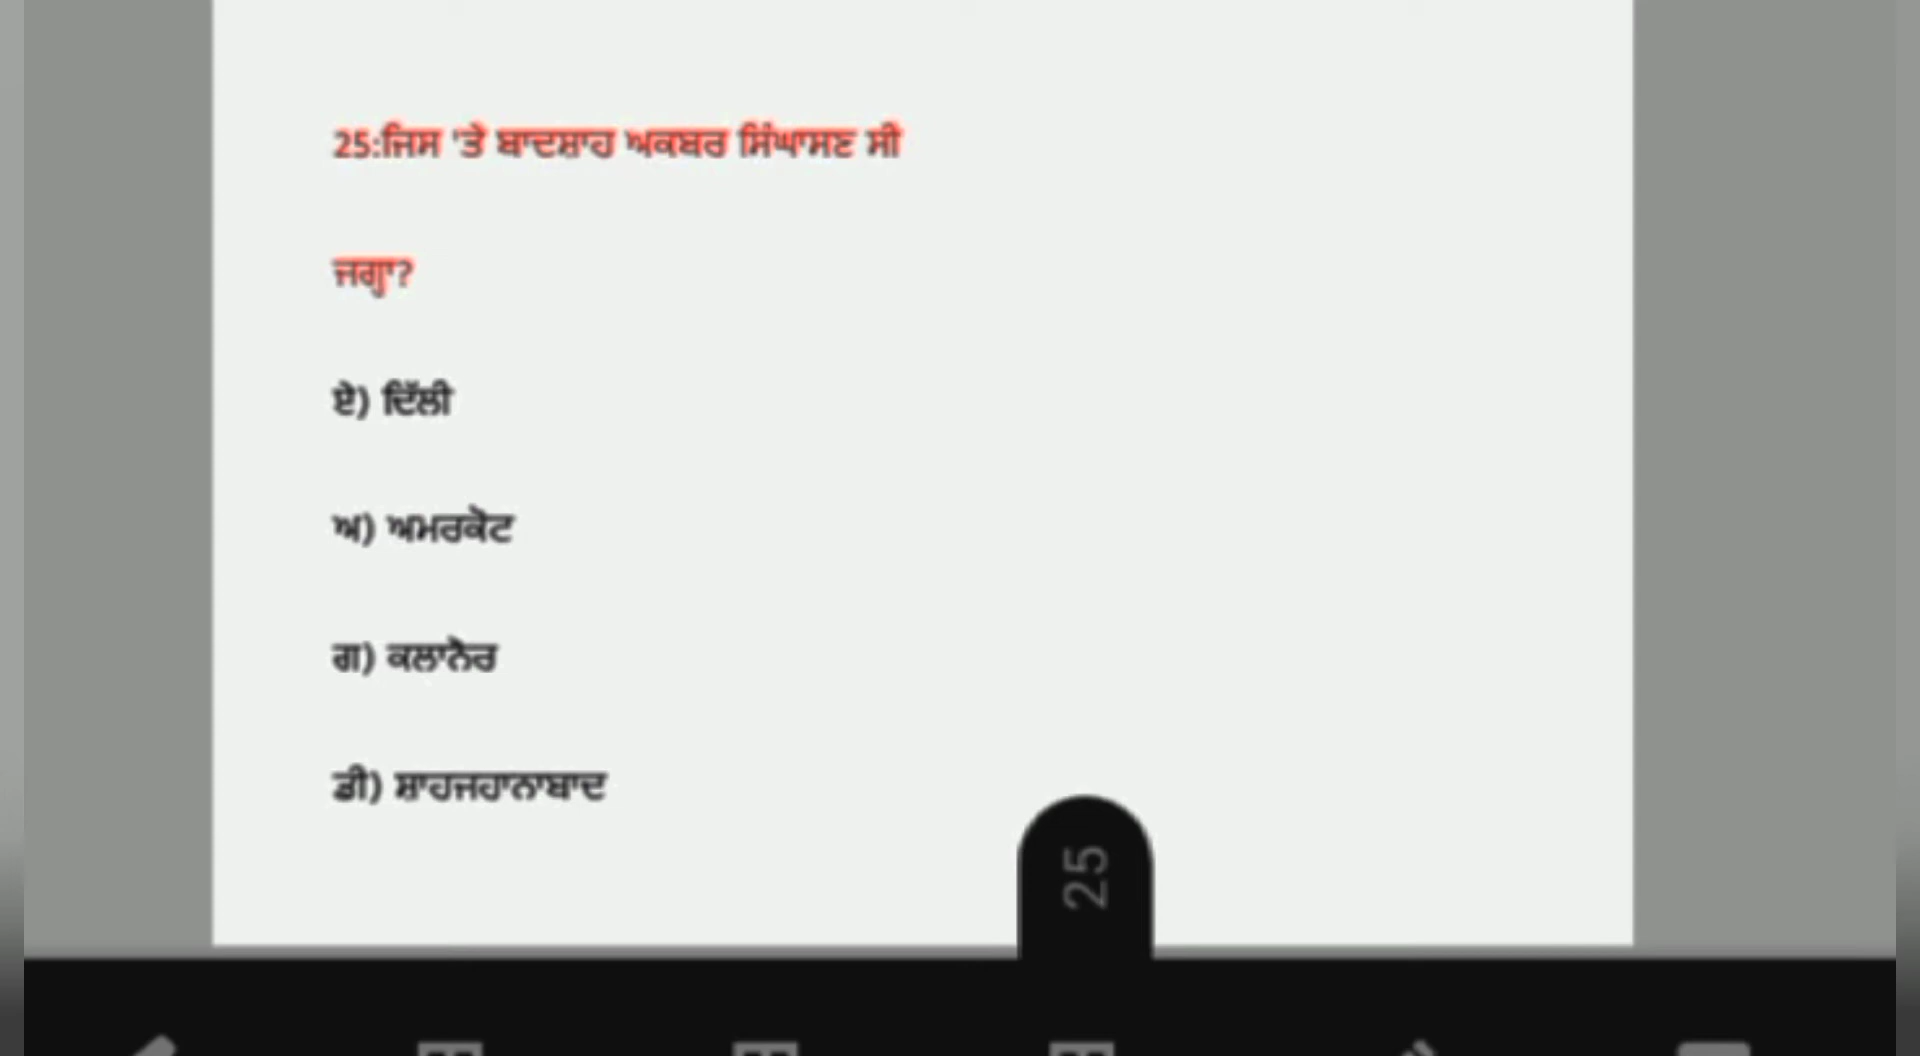 25:ਜਿਸ 'ਤੇ ਬਾਦਸ਼ਾਹ ਅਕਬਰ ਸਿੰਘਾਸਣ ਸੀ
ਜਗ੍ਹਾ?
ਏ) ਦਿੱਲੀ
ਅ) ਅਮਰਕੋਟ
ਗ) ਕਲਾਨੌਰ
ਡੀ) ਸ਼ਾਹਜਹਾਨਾਬਾਦ
25